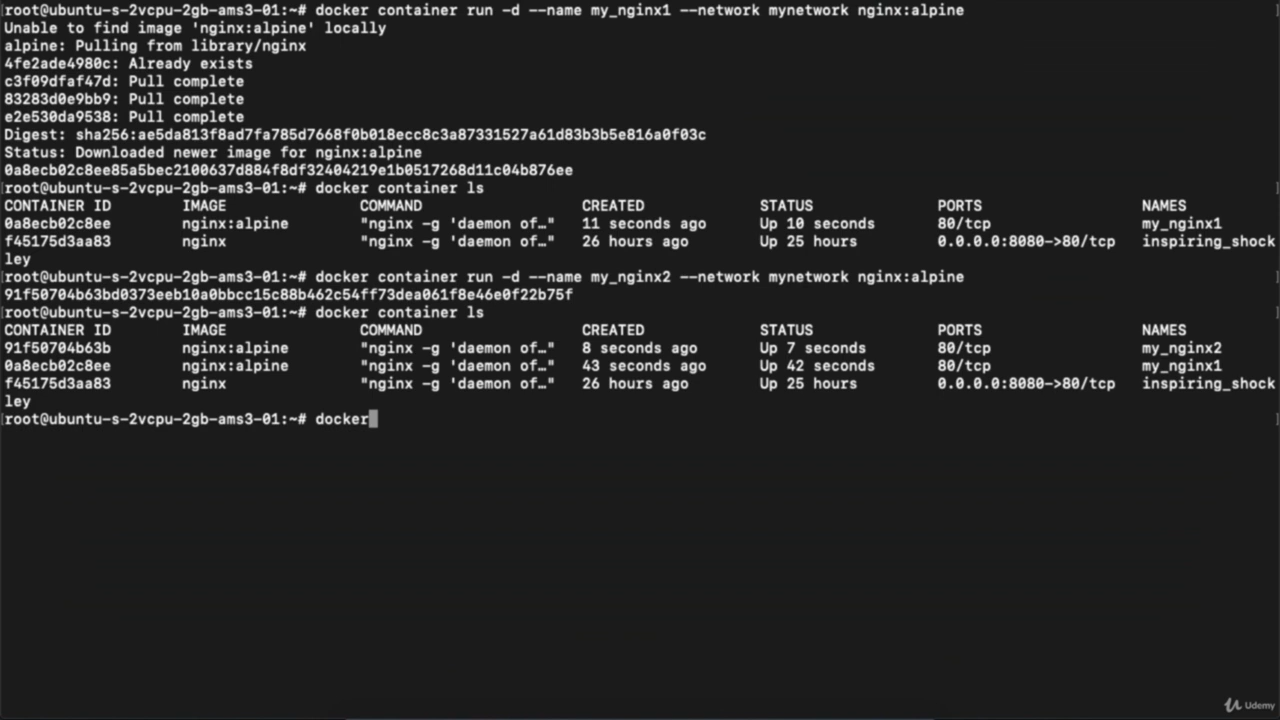 root@ubuntu-s-2vcpu-2gb-ams3-01:~# docker container run -d --name my_nginx1 --network mynetwork nginx:alpine
Unable to find image 'nginx:alpine' locally
alpine: Pulling from library/nginx
4fe2ade4980c: Already exists
c3f09dfaf47d: Pull complete
83283d0e9bb9: Pull complete
e2e530da9538: Pull complete
Digest: sha256:ae5da813f8ad7fa785d7668f0b018ecc8c3a87331527a61d83b3b5e816a0f03c
Status: Downloaded newer image for nginx:alpine
0a8ecb02c8ee85a5bec2100637d884f8df32404219e1b0517268d11c04b876ee
root@ubuntu-s-2vcpu-2gb-ams3-01:~# docker container ls
CONTAINER ID IMAGE COMMAND CREATED STATUS PORTS NAMES
0a8ecb02c8ee nginx:alpine "nginx -g 'daemon of…" 11 seconds ago Up 10 seconds 80/tcp my_nginx1
f45175d3aa83 nginx "nginx -g 'daemon of…" 26 hours ago Up 25 hours 0.0.0.0:8080->80/tcp inspiring_shock
ley
root@ubuntu-s-2vcpu-2gb-ams3-01:~# docker container run -d --name my_nginx2 --network mynetwork nginx:alpine
91f50704b63bd0373eeb10a0bbcc15c88b462c54ff73dea061f8e46e0f22b75f
root@ubuntu-s-2vcpu-2gb-ams3-01:~# docker container ls
CONTAINER ID IMAGE COMMAND CREATED STATUS PORTS NAMES
91f50704b63b nginx:alpine "nginx -g 'daemon of…" 8 seconds ago Up 7 seconds 80/tcp my_nginx2
0a8ecb02c8ee nginx:alpine "nginx -g 'daemon of…" 43 seconds ago Up 42 seconds 80/tcp my_nginx1
f45175d3aa83 nginx "nginx -g 'daemon of…" 26 hours ago Up 25 hours 0.0.0.0:8080->80/tcp inspiring_shock
ley
root@ubuntu-s-2vcpu-2gb-ams3-01:~# docker
Udemy